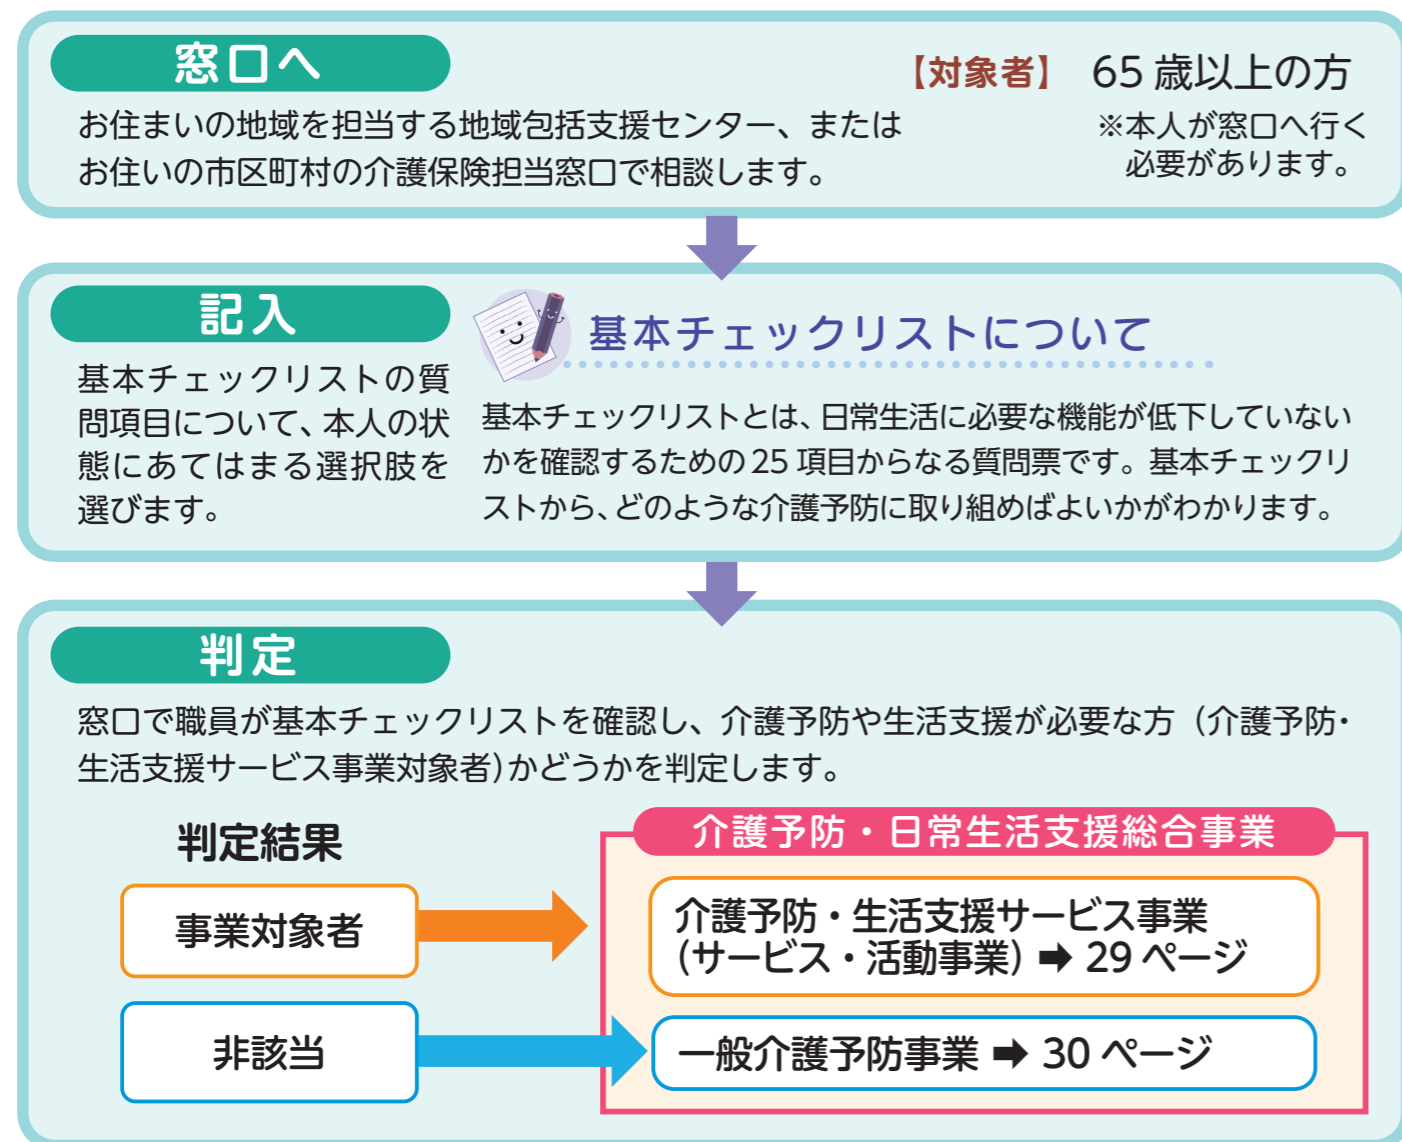 窓口へ
【対象者】 65歳以上の方
※本人が窓口へ行く
必要があります。
お住まいの地域を担当する地域包括支援センター、または
お住いの市区町村の介護保険担当窓口で相談します。
記入
基本チェックリストの質
問項目について、本人の状
態にあてはまる選択肢を
選びます。
基本チェックリストについて
基本チェックリストとは、日常生活に必要な機能が低下していない
かを確認するための25項目からなる質問票です。基本チェックリ
ストから、どのような介護予防に取り組めばよいかがわかります。
判定
窓口で職員が基本チェックリストを確認し、介護予防や生活支援が必要な方（介護予防・
生活支援サービス事業対象者）かどうかを判定します。
判定結果
介護予防・日常生活支援総合事業
事業対象者
介護予防・生活支援サービス事業
（サービス・活動事業）➡ 29ページ
非該当
一般介護予防事業 ➡ 30ページ